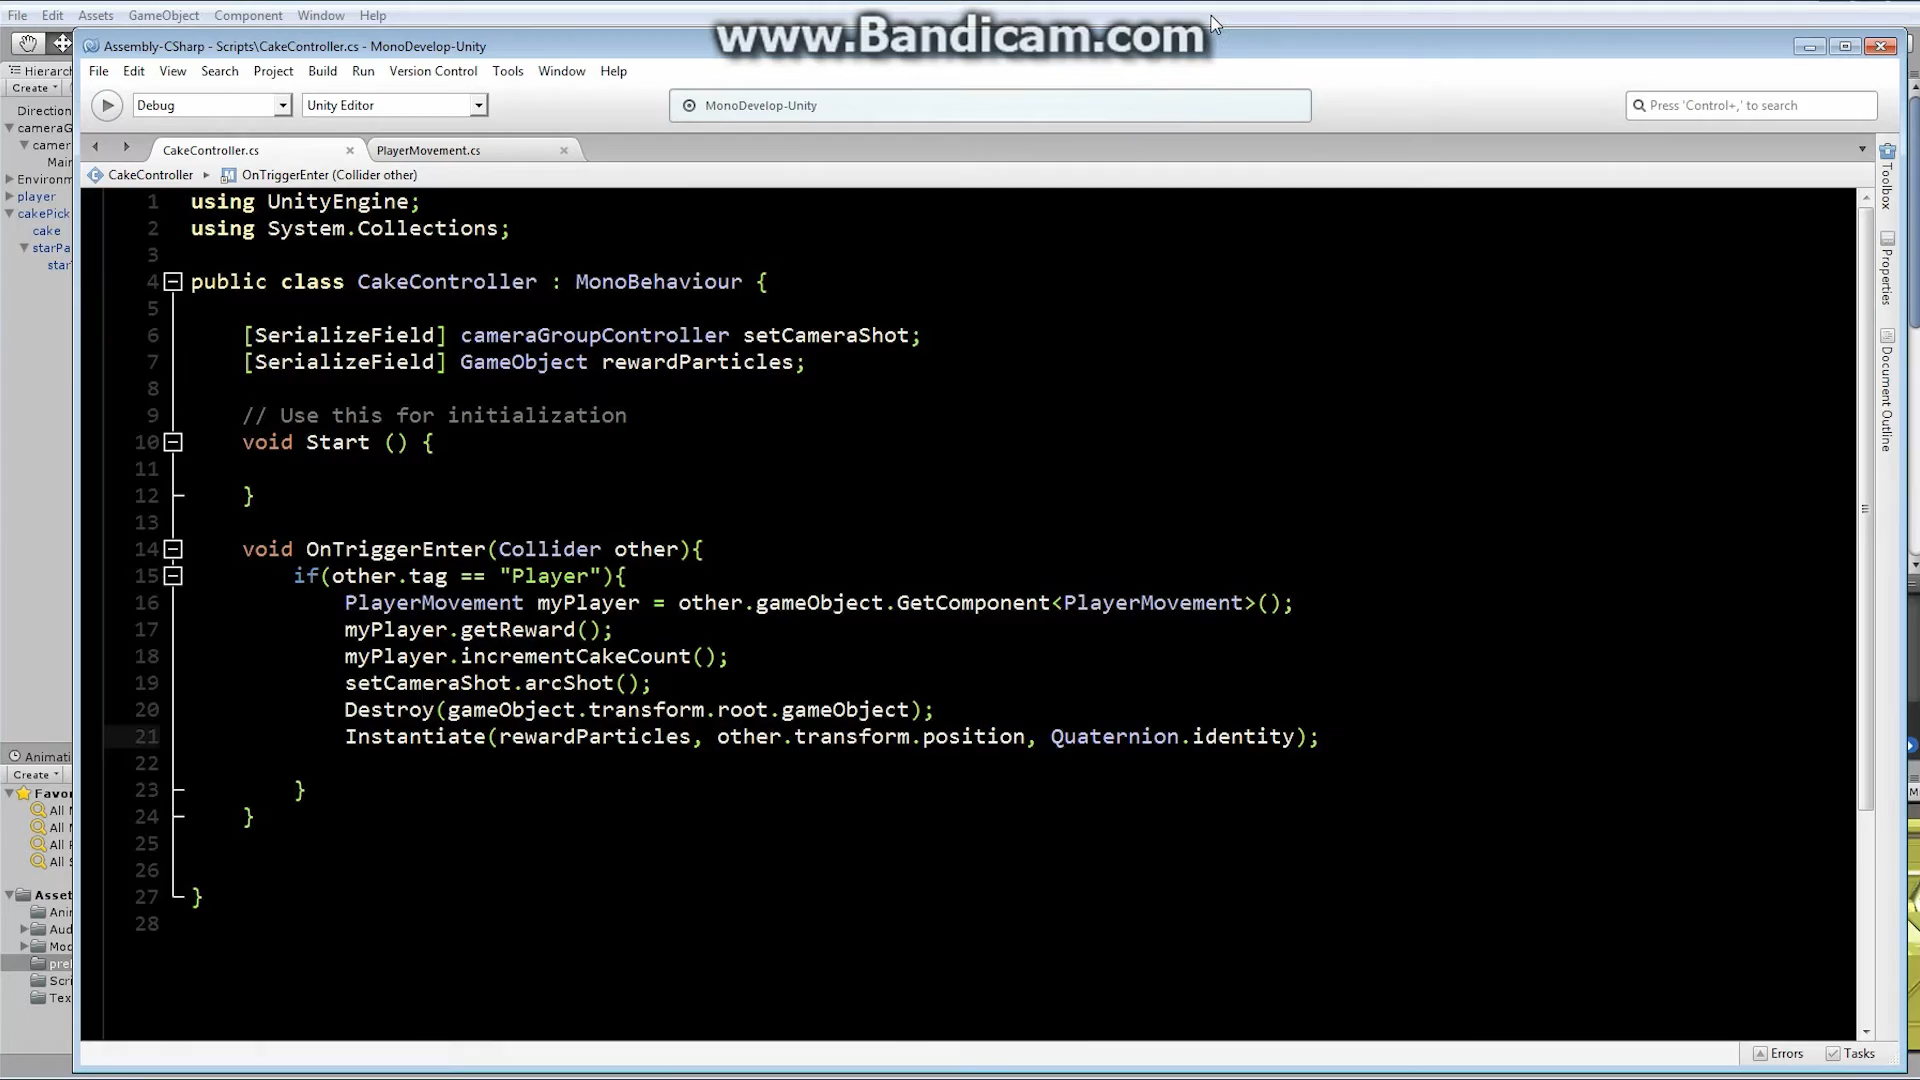 File Edit Assets GameObject Component Window Help
www.Bandicam.com
Assembly-CSharp - Scripts\CakeController.cs - MonoDevelop-Unity
File Edit View Search Project Build Run Version Control Tools Window Help
Debug Unity Editor MonoDevelop-Unity Press 'Control+,' to search
CakeController.cs PlayerMovement.cs
CakeController OnTriggerEnter (Collider other)
1 using UnityEngine;
2 using System.Collections;
3
4 public class CakeController : MonoBehaviour {
5
6 [SerializeField] cameraGroupController setCameraShot;
7 [SerializeField] GameObject rewardParticles;
8
9 // Use this for initialization
10 void Start () {
11
12 }
13
14 void OnTriggerEnter(Collider other){
15 if(other.tag == "Player"){
16 PlayerMovement myPlayer = other.gameObject.GetComponent<PlayerMovement>();
17 myPlayer.getReward();
18 myPlayer.incrementCakeCount();
19 setCameraShot.arcShot();
20 Destroy(gameObject.transform.root.gameObject);
21 Instantiate(rewardParticles, other.transform.position, Quaternion.identity);
22
23 }
24 }
25
26
27 }
28
Hierarch
Create
Direction
cameraG
camer
Main
Environm
player
cakePick
cake
starPa
star
Animati
Create
Favor
All M
All M
All P
All S
Asset
Anir
Aud
Mod
pref
Scri
Tex
Toolbox
Properties
Document Outline
Errors Tasks